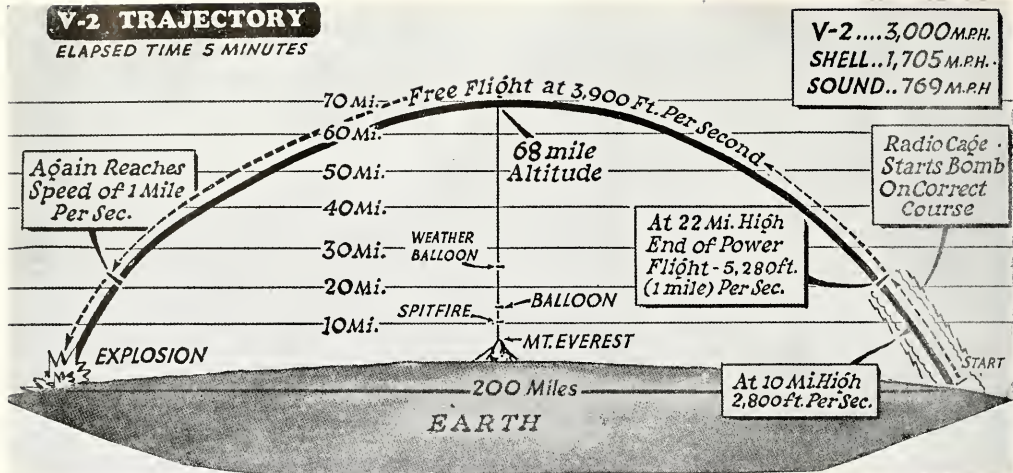 V-2 TRAJECTORY
ELAPSED TIME 5 MINUTES
V-2....3,000 M.P.H.
SHELL..1,705 M.P.H.
SOUND..769 M.P.H
70 Mi.
Free Flight at 3,900 Ft. Per Second
60 Mi.
68 mile
Altitude
Again Reaches
Speed of 1 Mile
Per Sec.
Radio Cage
Starts Bomb
On Correct
Course
50 Mi.
40 Mi.
At 22 Mi. High
End of Power
Flight - 5,280 ft.
(1 mile) Per Sec.
30 Mi.
WEATHER
BALLOON
20 Mi.
BALLOON
SPITFIRE
10 Mi.
MT. EVEREST
EXPLOSION
START
At 10 Mi High
2,800 ft. Per Sec.
200 Miles
EARTH